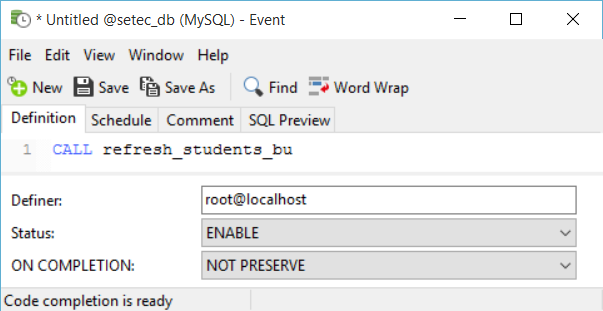 * Untitled @setec_db (MySQL) - Event
File Edit View Window Help
New Save Save As Find Word Wrap
Definition Schedule Comment SQL Preview
1 CALL refresh_students_bu
Definer: root@localhost
Status: ENABLE
ON COMPLETION: NOT PRESERVE
Code completion is ready